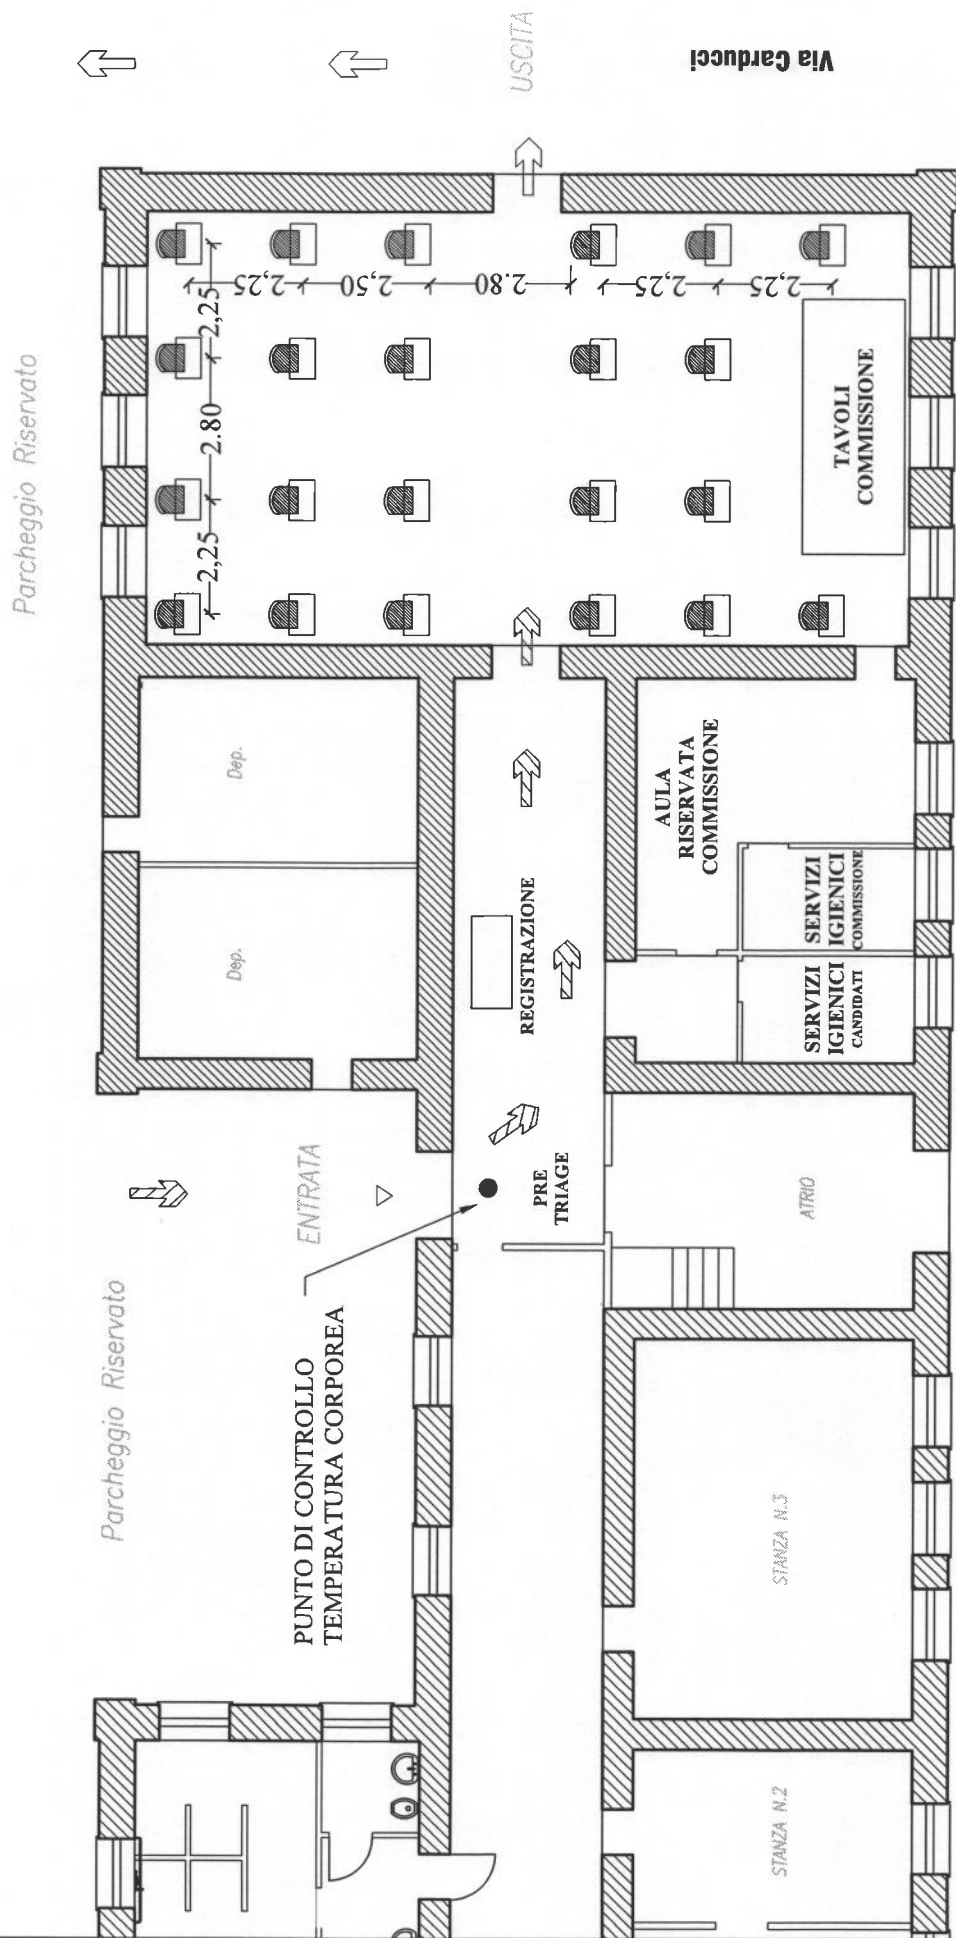 Via Carducci
USCITA
Parcheggio Riservato
2,25
2,50
2.80
2,25
2,25
2,25
2.80
2,25
TAVOLI
COMMISSIONE
Dep.
Dep.
AULA
RISERVATA
COMMISSIONE
REGISTRAZIONE
SERVIZI
IGIENICI
COMMISSIONE
SERVIZI
IGIENICI
CANDIDATI
ENTRATA
PRE
TRIAGE
ATRIO
Parcheggio Riservato
PUNTO DI CONTROLLO
TEMPERATURA CORPOREA
STANZA N.3
STANZA N.2